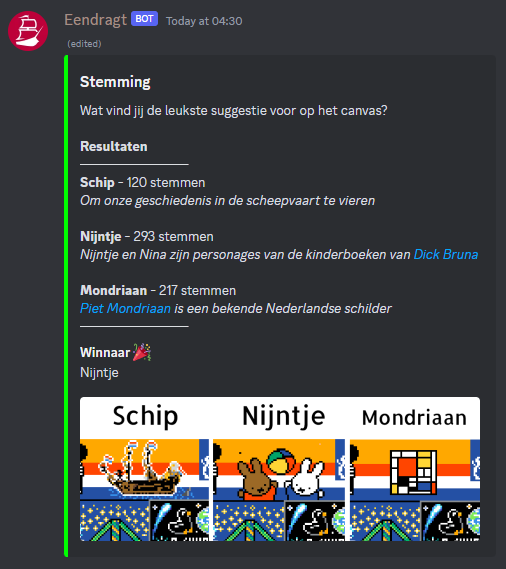 Eendragt BOT Today at 04:30
(edited)
Stemming
Wat vind jij de leukste suggestie voor op het canvas?
Resultaten
Schip - 120 stemmen
Om onze geschiedenis in de scheepvaart te vieren
Nijntje - 293 stemmen
Nijntje en Nina zijn personages van de kinderboeken van Dick Bruna
Mondriaan - 217 stemmen
Piet Mondriaan is een bekende Nederlandse schilder
Winnaar 🎉
Nijntje
Schip Nijntje Mondriaan